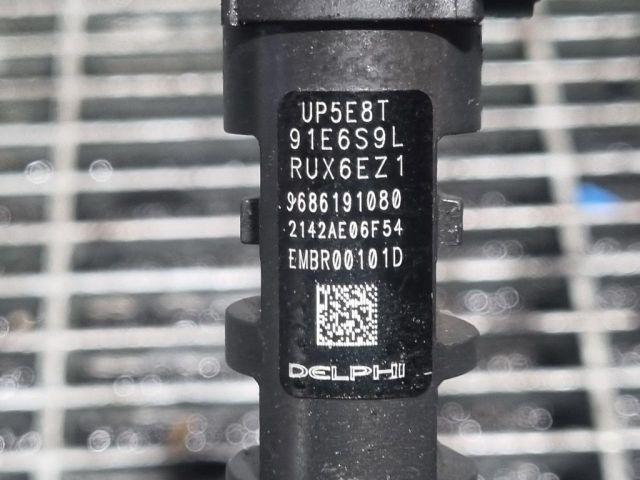 UP5E8T
91E6S9L
RUX6EZ1
9686191080
2142AE06F54
EMBR00101D
DELPHI